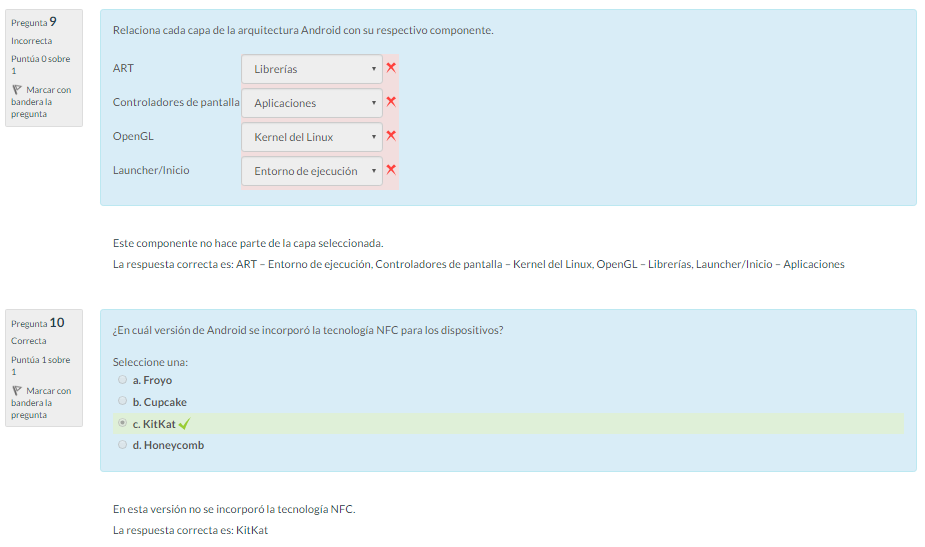 Pregunta 9
Incorrecta
Puntúa 0 sobre
1
Marcar con
bandera la
pregunta
Relaciona cada capa de la arquitectura Android con su respectivo componente.
ART Librerías
Controladores de pantalla Aplicaciones
OpenGL Kernel del Linux
Launcher/Inicio Entorno de ejecución
Este componente no hace parte de la capa seleccionada.
La respuesta correcta es: ART – Entorno de ejecución, Controladores de pantalla – Kernel del Linux, OpenGL – Librerías, Launcher/Inicio – Aplicaciones
Pregunta 10
Correcta
Puntúa 1 sobre
1
Marcar con
bandera la
pregunta
¿En cuál versión de Android se incorporó la tecnología NFC para los dispositivos?
Seleccione una:
a. Froyo
b. Cupcake
c. KitKat
d. Honeycomb
En esta versión no se incorporó la tecnología NFC.
La respuesta correcta es: KitKat